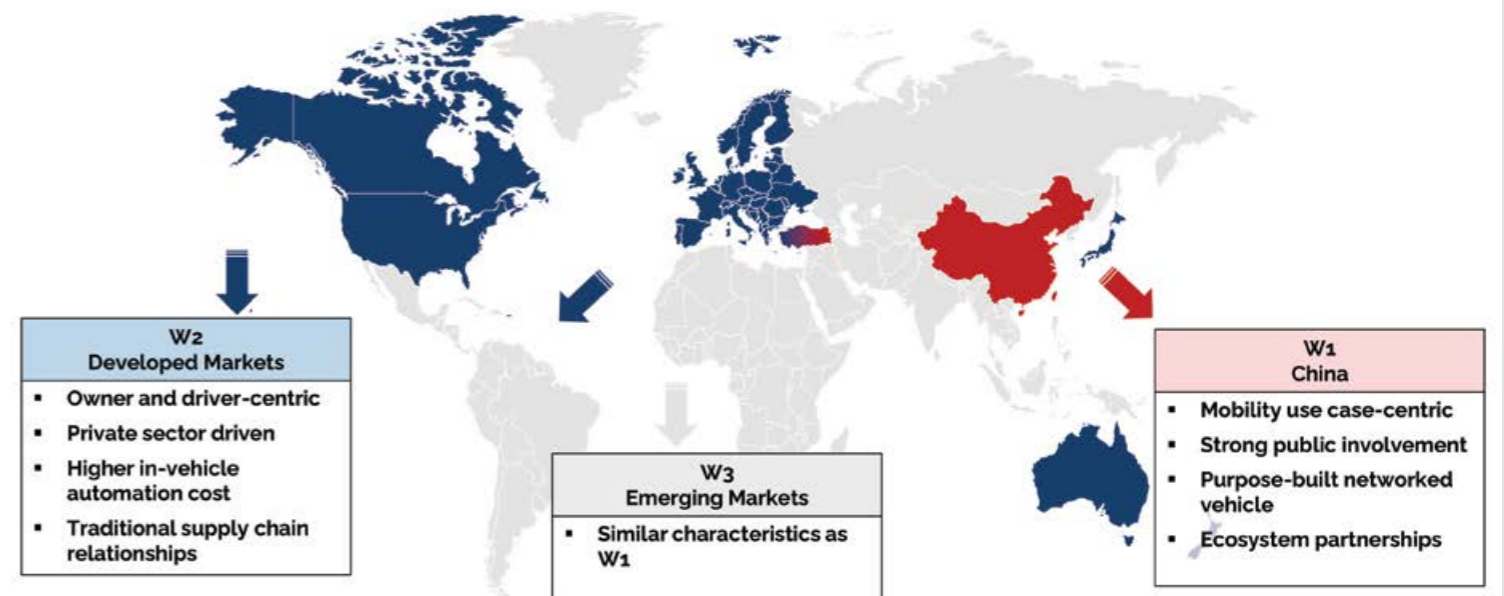 W2
Developed Markets
▪ Owner and driver-centric
▪ Private sector driven
▪ Higher in-vehicle
automation cost
▪ Traditional supply chain
relationships
W3
Emerging Markets
▪ Similar characteristics as
W1
W1
China
▪ Mobility use case-centric
▪ Strong public involvement
▪ Purpose-built networked
vehicle
▪ Ecosystem partnerships